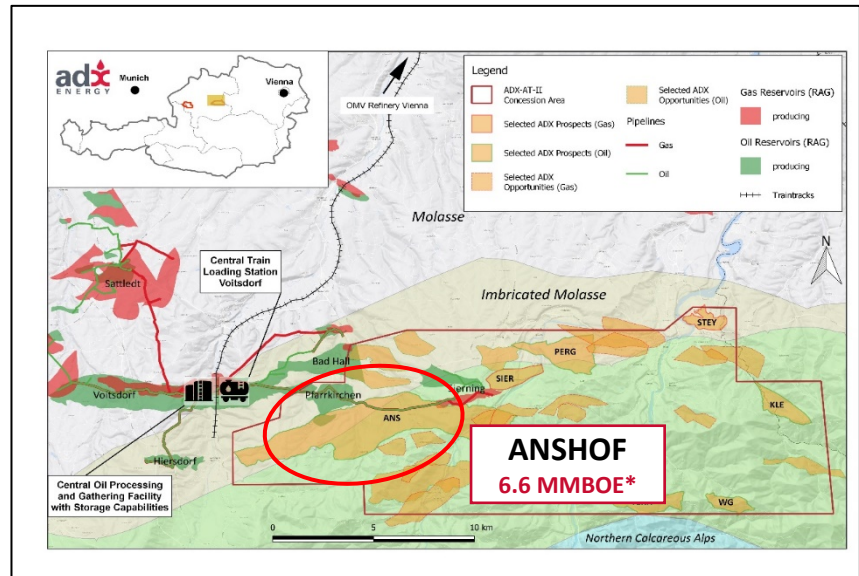 adx
ENERGY
Munich
Vienna
OMV Refinery Vienna
Legend
ADX-AT-II
Concession Area
Selected ADX Prospects (Gas)
Selected ADX Prospects (Oil)
Selected ADX
Opportunities (Gas)
Selected ADX
Opportunities (Oil)
Pipelines
Gas
Oil
Gas Reservoirs (RAG)
producing
Oil Reservoirs (RAG)
producing
Traintracks
Molasse
N
Central Train
Loading Station
Voitsdorf
Sattledt
Imbricated Molasse
STEY
Bad Hall
PERG
SIER
Voitsdorf
Pfarrkirchen
ANS
KLE
Hiersdorf
ANSHOF
6.6 MMBOE*
WG
Central Oil Processing
and Gathering Facility
with Storage Capabilities
0 5 10 km
Northern Calcareous Alps